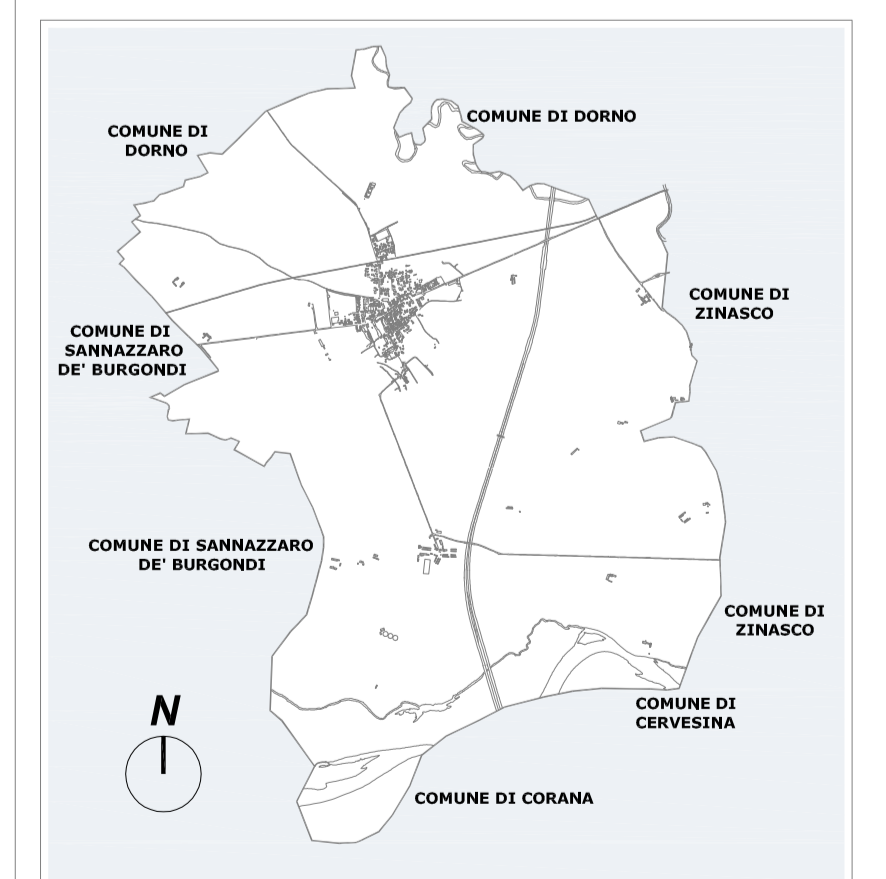 COMUNE DI DORNO
COMUNE DI
DORNO
COMUNE DI
ZINASCO
COMUNE DI
SANNAZZARO
DE' BURGONDI
COMUNE DI SANNAZZARO
DE' BURGONDI
COMUNE DI
ZINASCO
N
COMUNE DI
CERVESINA
COMUNE DI CORANA